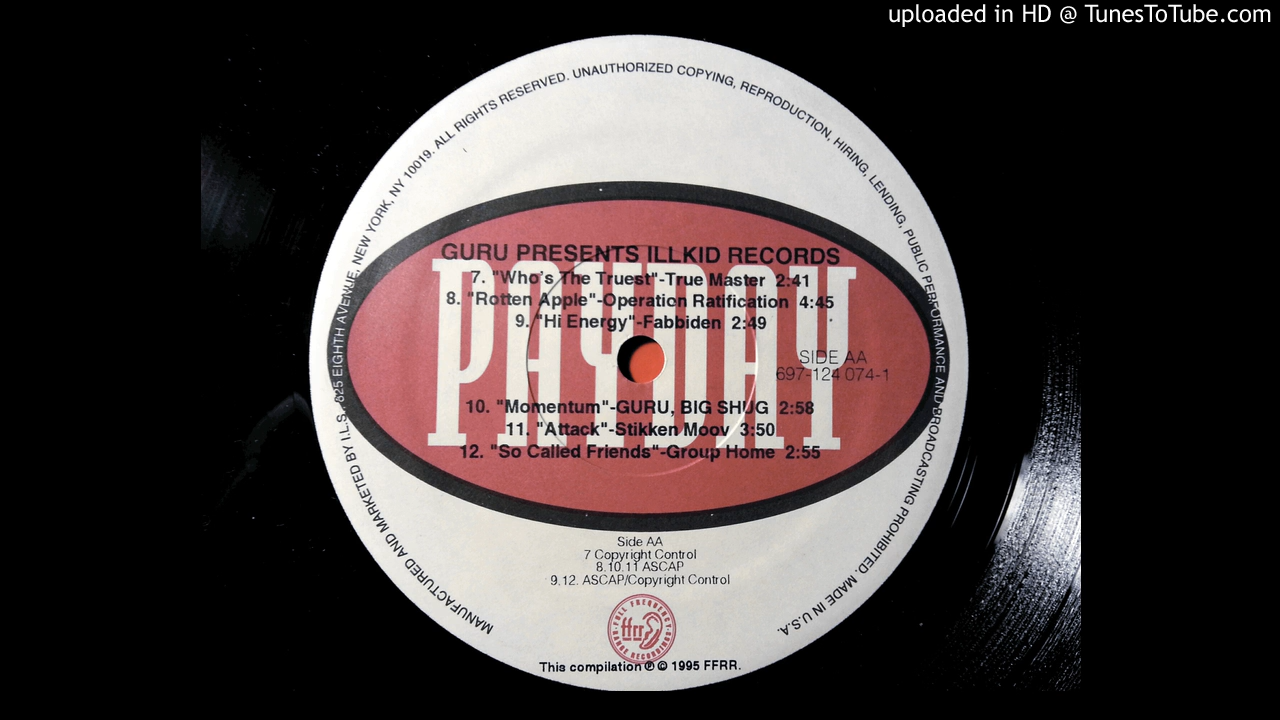 uploaded in HD @ TunesToTube.com
MANUFACTURED AND MARKETED BY I.L.S., 825 EIGHTH AVENUE, NEW YORK, NY 10019. ALL RIGHTS RESERVED. UNAUTHORIZED COPYING, REPRODUCTION, HIRING, LENDING, PUBLIC PERFORMANCE AND BROADCASTING PROHIBITED. MADE IN U.S.A.
GURU PRESENTS ILLKID RECORDS
PAYDAY
7. "Who's The Truest"-True Master 2:41
8. "Rotten Apple"-Operation Ratification 4:45
9. "Hi Energy"-Fabbiden 2:49
SIDE AA
697-124 074-1
10. "Momentum"-GURU, BIG SHUG 2:58
11. "Attack"-Stikken Moov 3:50
12. "So Called Friends"-Group Home 2:55
Side AA
7 Copyright Control
8.10.11 ASCAP
9.12. ASCAP/Copyright Control
FULL FREQUENCY
ffrr
RANGE RECORDINGS
This compilation ℗ © 1995 FFRR.